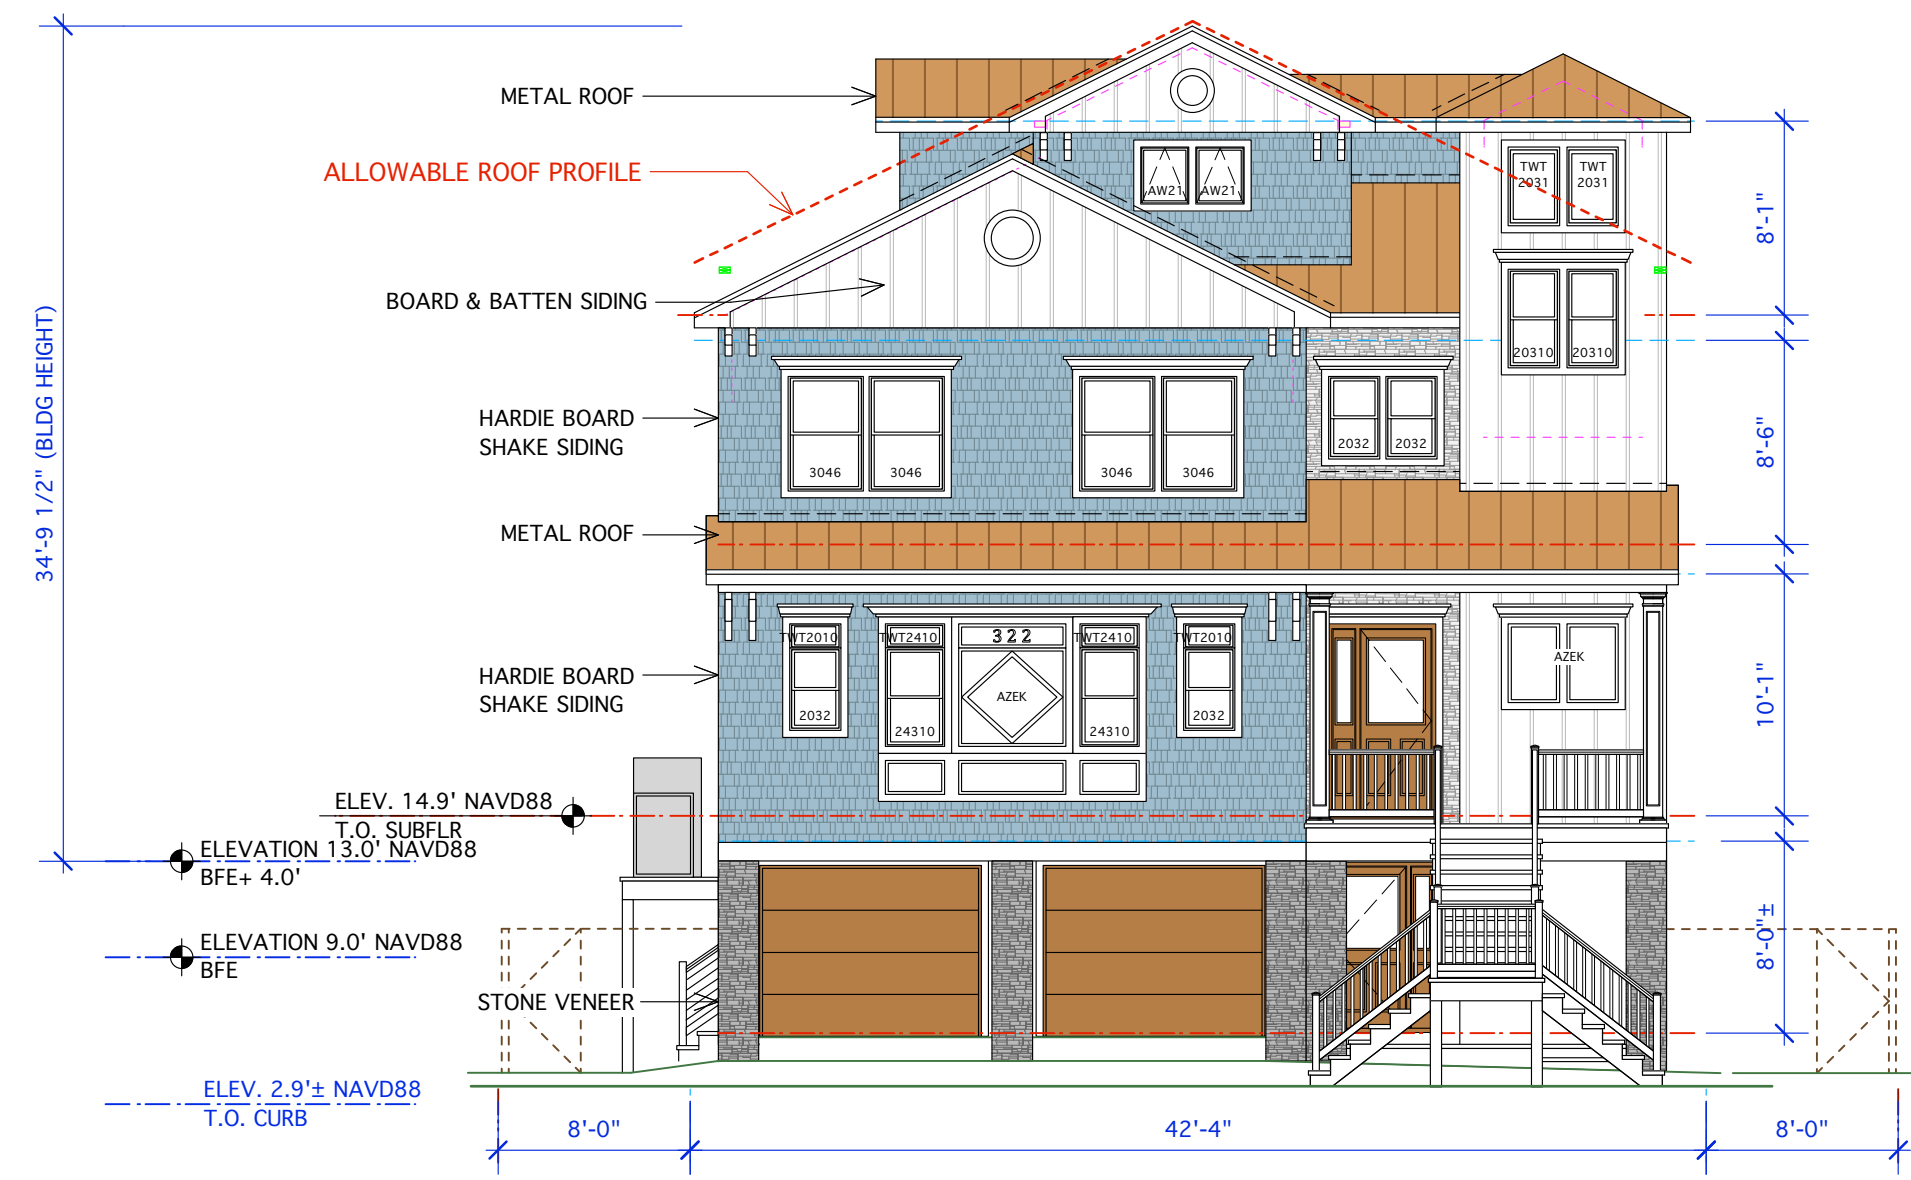 METAL ROOF
ALLOWABLE ROOF PROFILE
BOARD & BATTEN SIDING
HARDIE BOARD
SHAKE SIDING
METAL ROOF
HARDIE BOARD
SHAKE SIDING
34'-9 1/2" (BLDG HEIGHT)
ELEV. 14.9' NAVD88
T.O. SUBFLR
ELEVATION 13.0' NAVD88
BFE+ 4.0'
ELEVATION 9.0' NAVD88
BFE
STONE VENEER
ELEV. 2.9'± NAVD88
T.O. CURB
AW21 AW21
TWT
2031
TWT
2031
20310 20310
3046 3046
3046 3046
2032 2032
TWT2010
TWT2410
322
TWT2410
TWT2010
2032
24310
AZEK
24310
2032
AZEK
8'-1"
8'-6"
10'-1"
8'-0"±
8'-0"
42'-4"
8'-0"